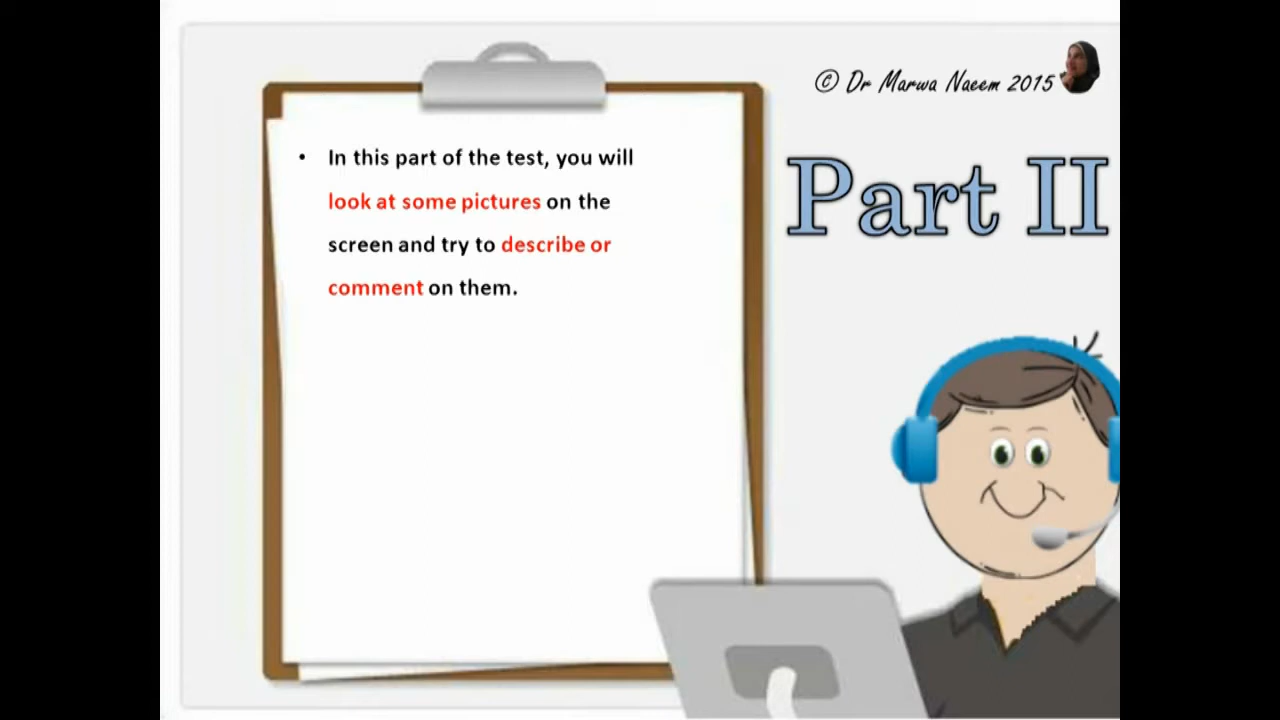 © Dr Marwa Naeem 2015
Part II
• In this part of the test, you will
look at some pictures on the
screen and try to describe or
comment on them.